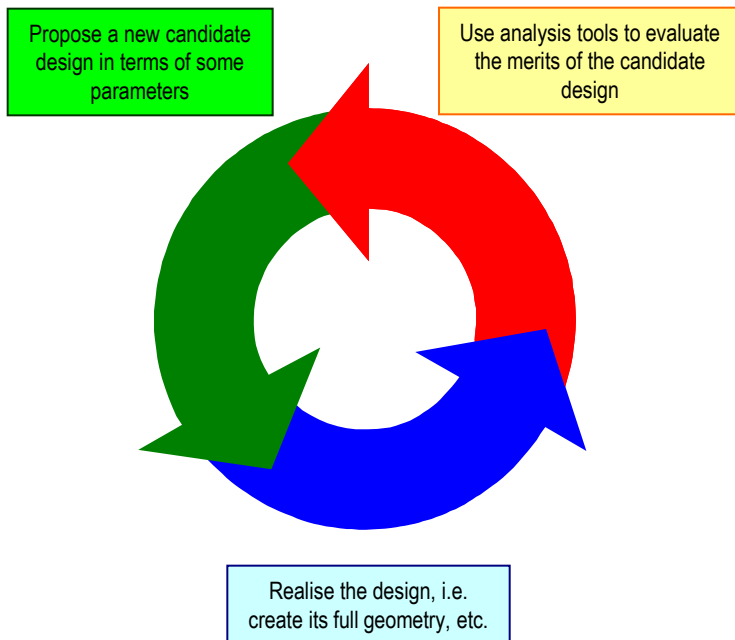 Propose a new candidate
design in terms of some
parameters
Use analysis tools to evaluate
the merits of the candidate
design
Realise the design, i.e.
create its full geometry, etc.